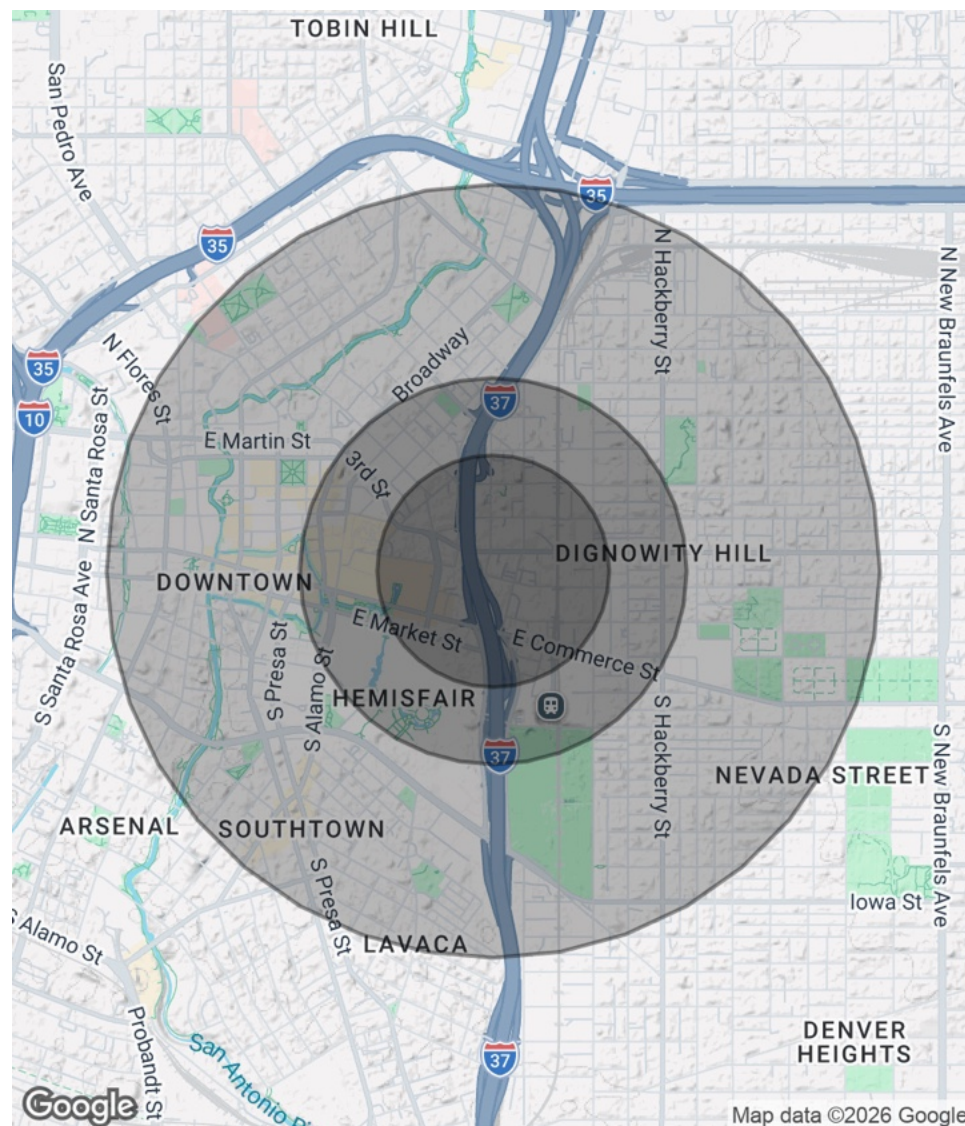 TOBIN HILL
San Pedro Ave
35
35
N Hackberry St
N New Braunfels Ave
35
10
N Flores St
Broadway
37
N Santa Rosa St
E Martin St
3rd St
DIGNOWITY HILL
DOWNTOWN
S Santa Rosa Ave
E Market St
E Commerce St
S Presa St
S Alamo St
HEMISFAIR
S Hackberry St
37
NEVADA STREET
S New Braunfels Ave
ARSENAL
SOUTHTOWN
S Presa St
Iowa St
S Alamo St
LAVACA
Probandt St
San Antonio Ri
37
DENVER
HEIGHTS
Google
Map data ©2026 Google